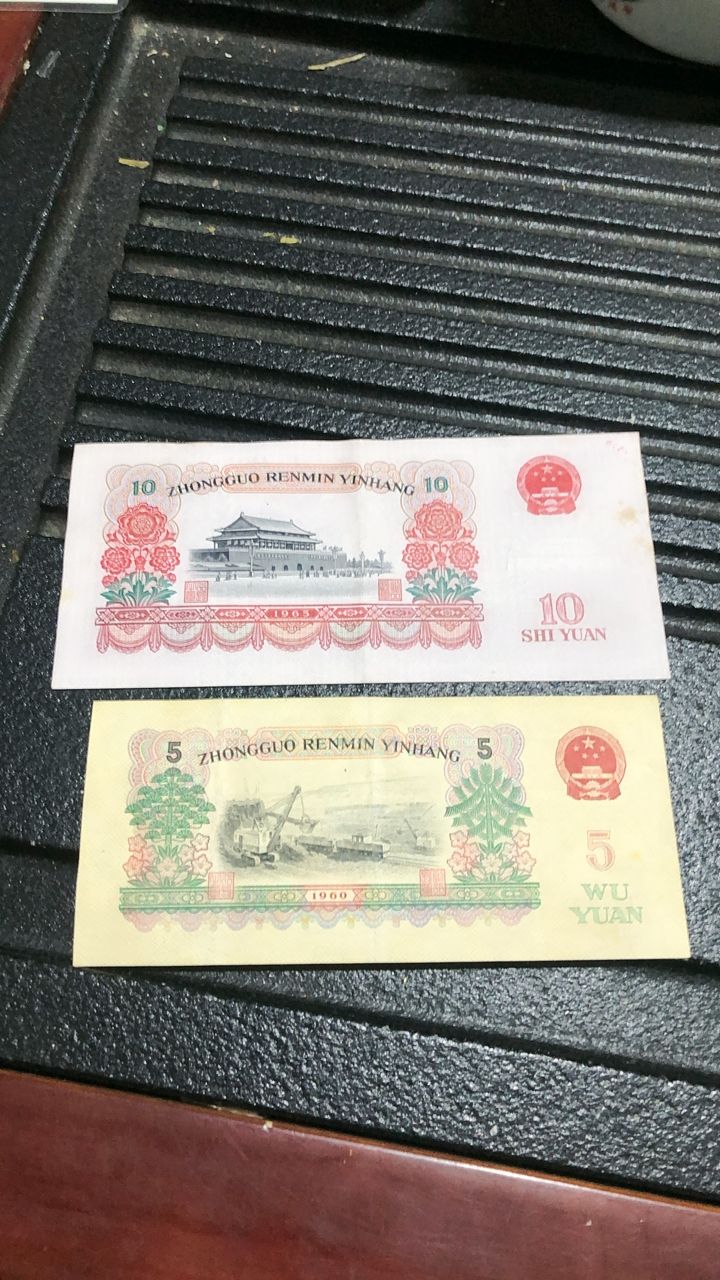 10 ZHONGGUO RENMIN YINHANG 10
1965
10
SHI YUAN
5 ZHONGGUO RENMIN YINHANG 5
1960
5
WU
YUAN